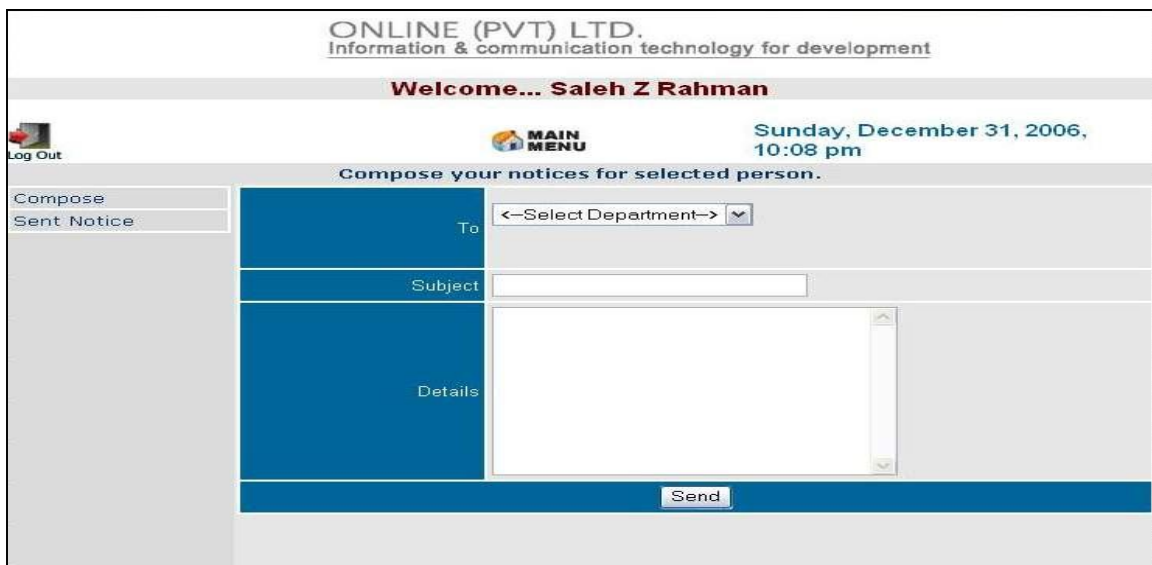 ONLINE (PVT) LTD.
Information & communication technology for development
Welcome... Saleh Z Rahman
Log Out
MAIN
MENU
Sunday, December 31, 2006,
10:08 pm
Compose your notices for selected person.
Compose
Sent Notice
To
<--Select Department-->
Subject
Details
Send